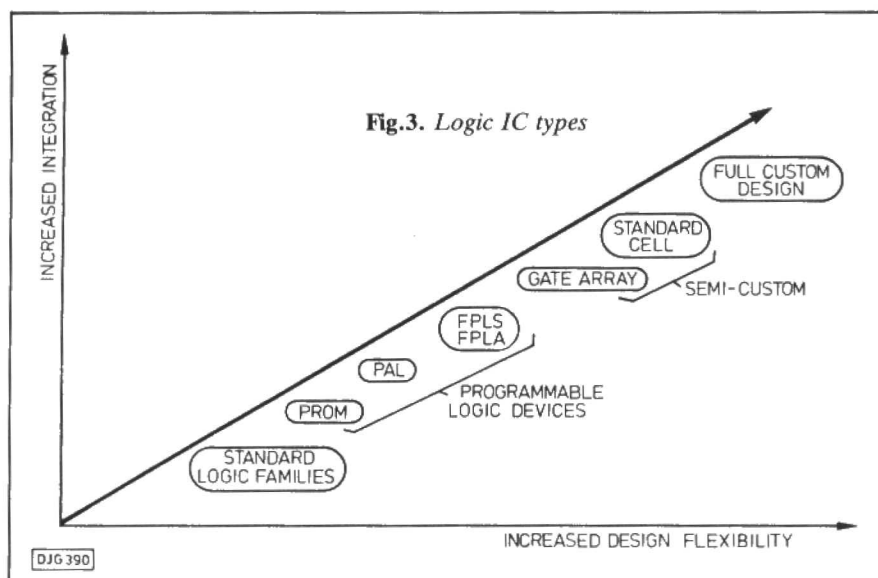 INCREASED INTEGRATION
Fig.3. Logic IC types
FULL CUSTOM
DESIGN
STANDARD
CELL
GATE ARRAY
SEMI-CUSTOM
FPLS
FPLA
PAL
PROGRAMMABLE
LOGIC DEVICES
PROM
STANDARD
LOGIC FAMILIES
INCREASED DESIGN FLEXIBILITY
DJG 390